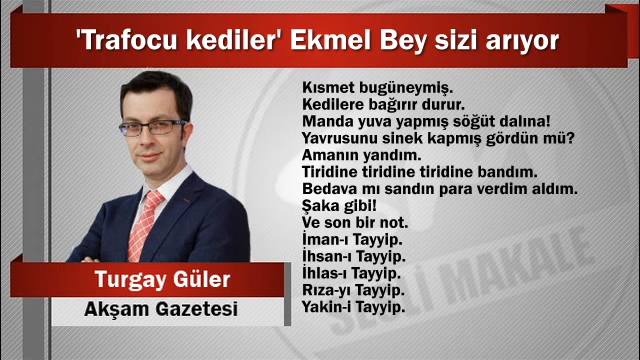 'Trafocu kediler' Ekmel Bey sizi arıyor
Kısmet bugüneymiş.
Kedilere bağırır durur.
Manda yuva yapmış söğüt dalına!
Yavrusunu sinek kapmış gördün mü?
Amanın yandım.
Tiridine tiridine tiridine bandım.
Bedava mı sandın para verdim aldım.
Şaka gibi!
Ve son bir not.
İman-ı Tayyip.
İhsan-ı Tayyip.
İhlas-ı Tayyip.
Rıza-yı Tayyip.
Yakin-i Tayyip.
Turgay Güler
Akşam Gazetesi
SESLİ MAKALE